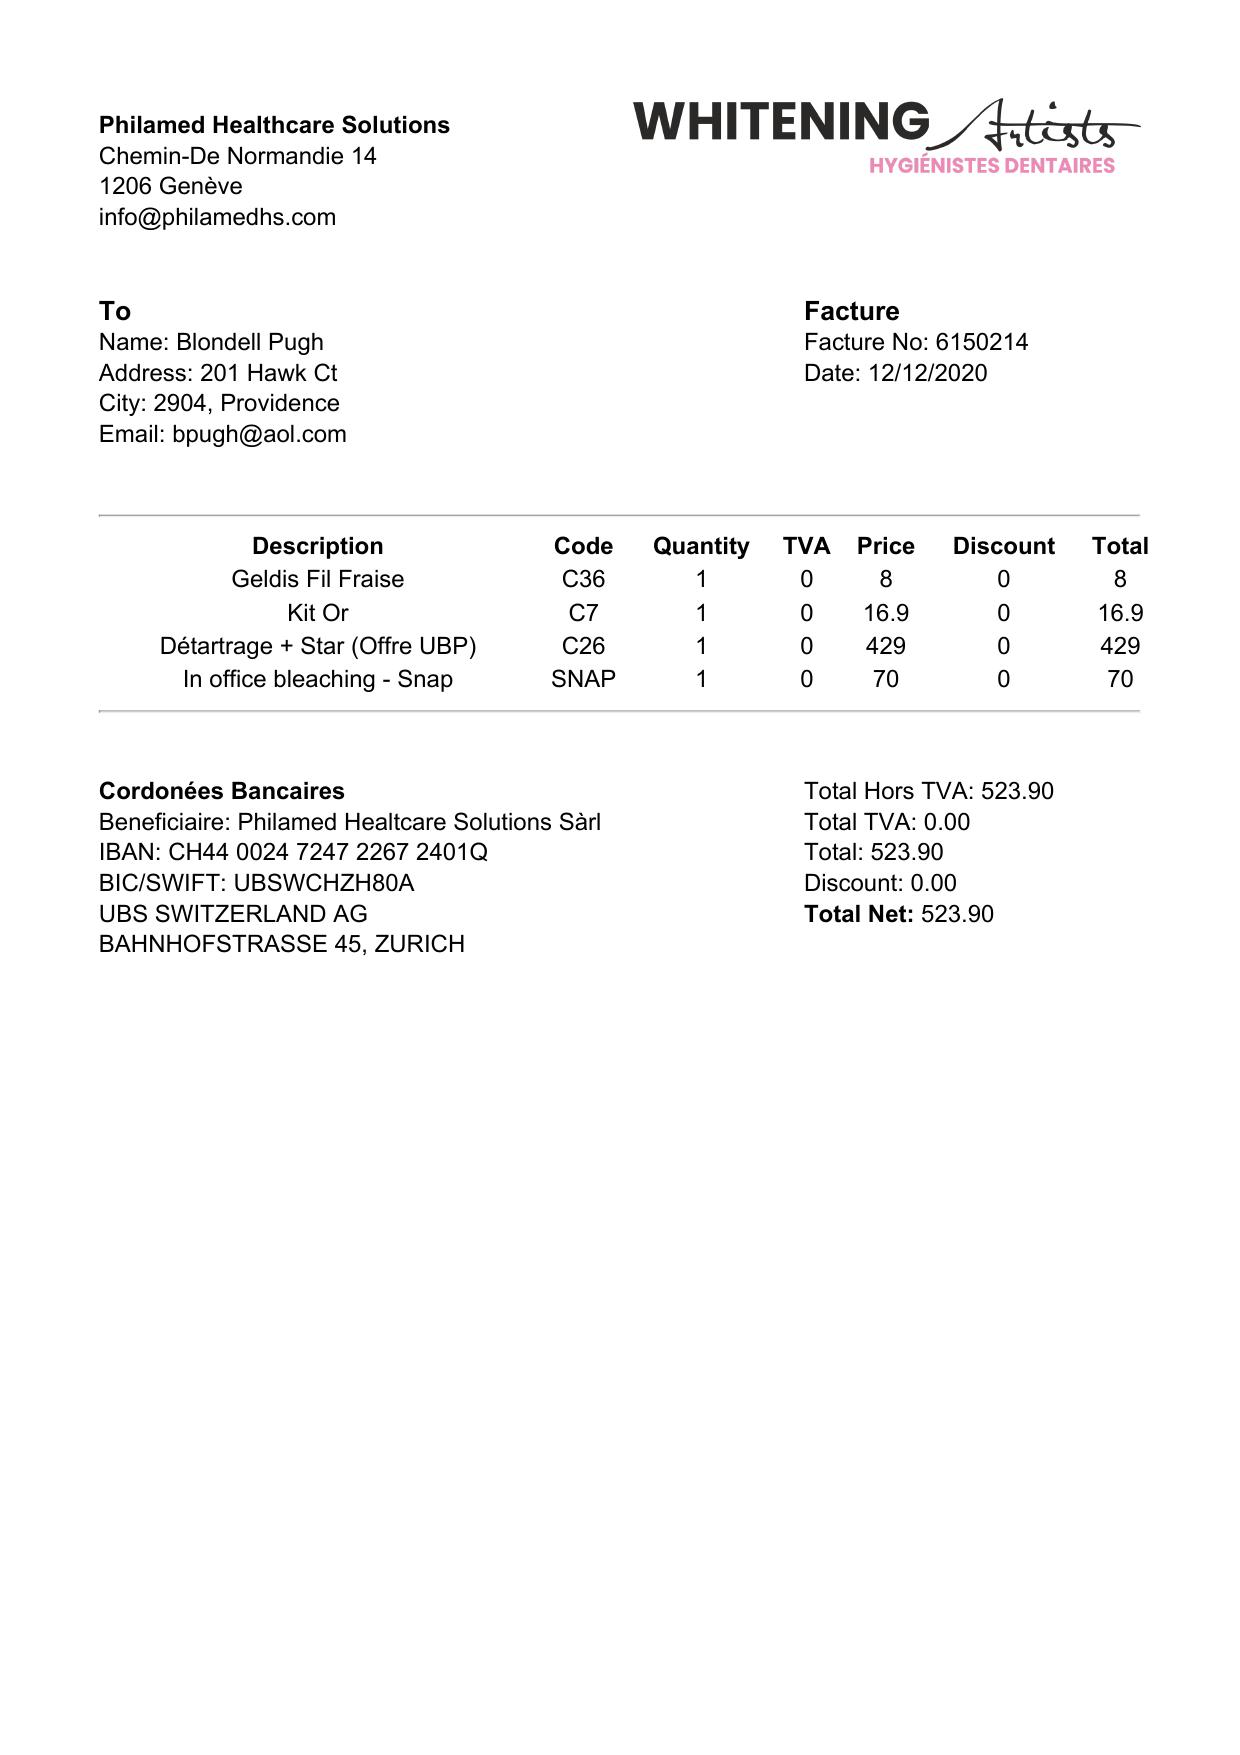 Philamed Healthcare Solutions
Chemin-De Normandie 14
1206 Genève
info@philamedhs.com
WHITENING Artists
HYGIÉNISTES DENTAIRES
To
Name: Blondell Pugh
Address: 201 Hawk Ct
City: 2904, Providence
Email: bpugh@aol.com
Facture
Facture No: 6150214
Date: 12/12/2020
Description Code Quantity TVA Price Discount Total
Geldis Fil Fraise C36 1 0 8 0 8
Kit Or C7 1 0 16.9 0 16.9
Détartrage + Star (Offre UBP) C26 1 0 429 0 429
In office bleaching - Snap SNAP 1 0 70 0 70
Cordonées Bancaires
Beneficiaire: Philamed Healtcare Solutions Sàrl
IBAN: CH44 0024 7247 2267 2401Q
BIC/SWIFT: UBSWCHZH80A
UBS SWITZERLAND AG
BAHNHOFSTRASSE 45, ZURICH
Total Hors TVA: 523.90
Total TVA: 0.00
Total: 523.90
Discount: 0.00
Total Net: 523.90